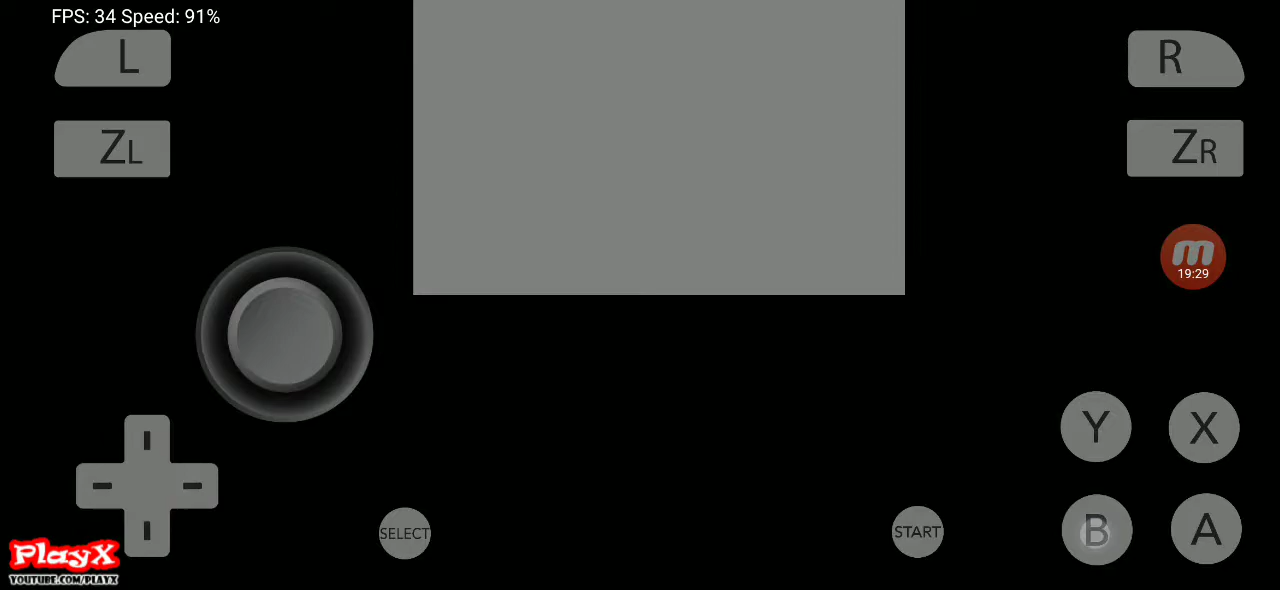 FPS: 34 Speed: 91%
L
R
ZL
ZR
m
19:29
Y
X
SELECT
START
B
A
PlayX
YOUTUBE.COM/PLAYX